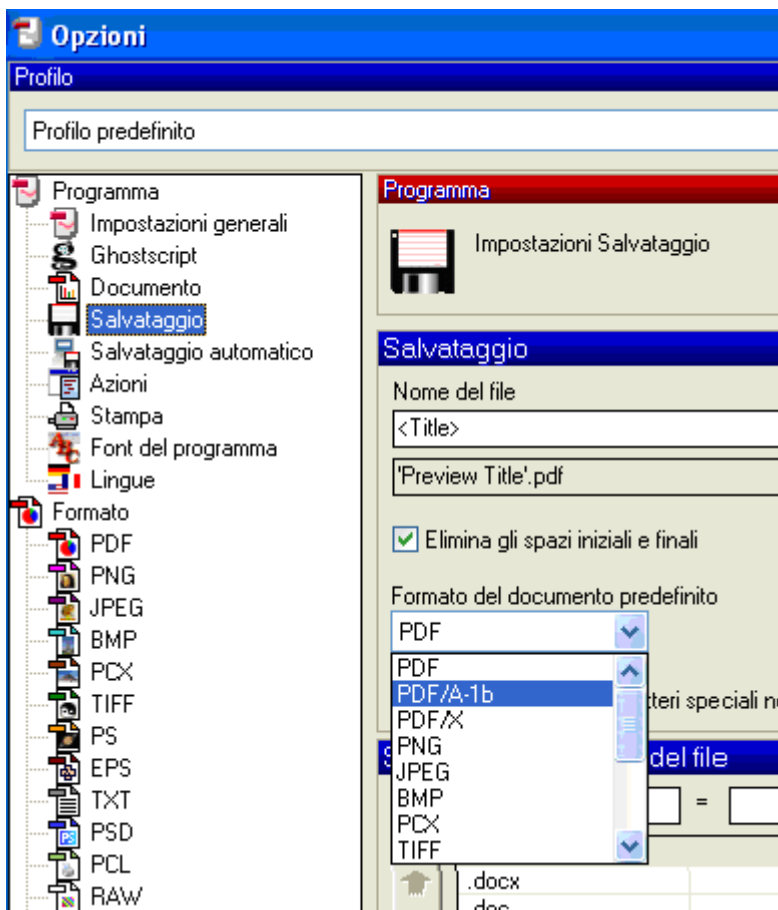 Opzioni
Profilo
Profilo predefinito
Programma
Impostazioni generali
Ghostscript
Documento
Salvataggio
Salvataggio automatico
Azioni
Stampa
Font del programma
Lingue
Formato
PDF
PNG
JPEG
BMP
PCX
TIFF
PS
EPS
TXT
PSD
PCL
RAW
Programma
Impostazioni Salvataggio
Salvataggio
Nome del file
<Title>
'Preview Title'.pdf
Elimina gli spazi iniziali e finali
Formato del documento predefinito
PDF
PDF
PDF/A-1b
PDF/X
PNG
JPEG
BMP
PCX
TIFF
speciali
del file
=
.docx